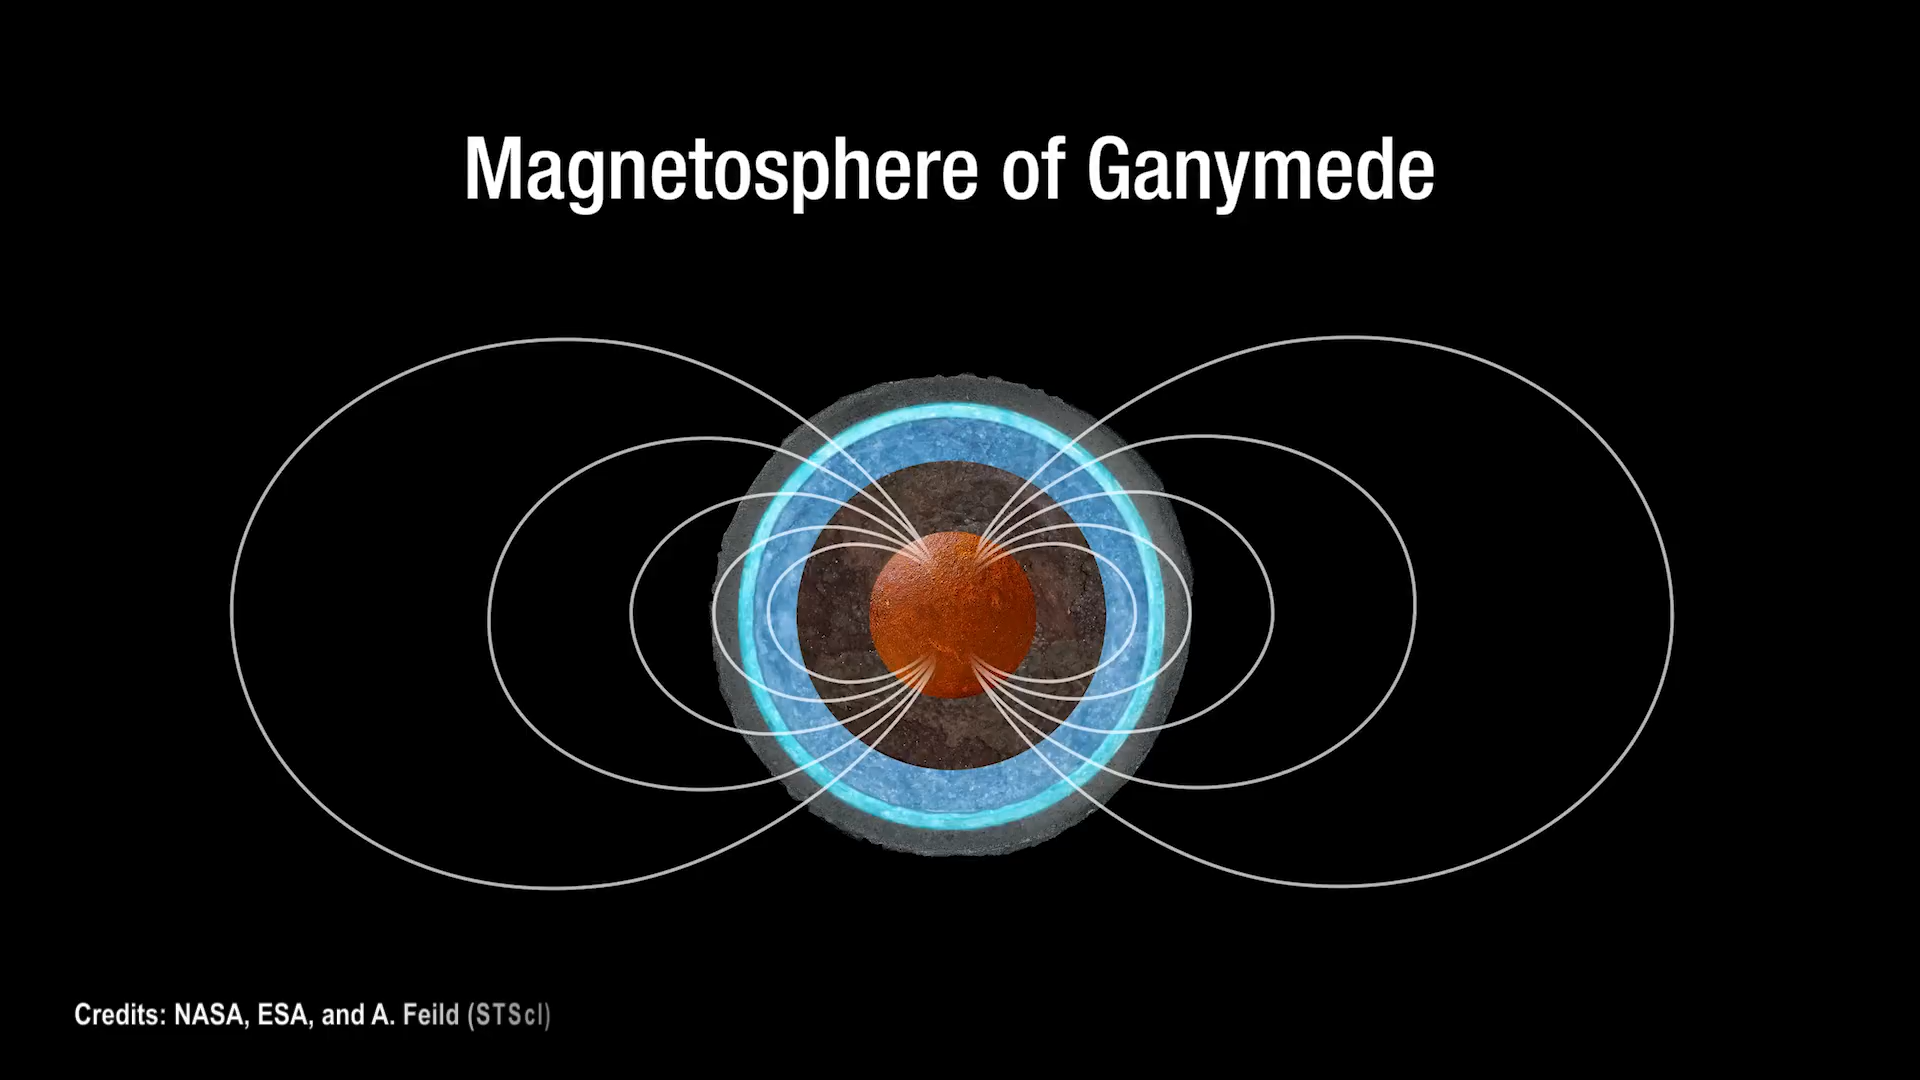 Magnetosphere of Ganymede
Credits: NASA, ESA, and A. Feild (STScI)